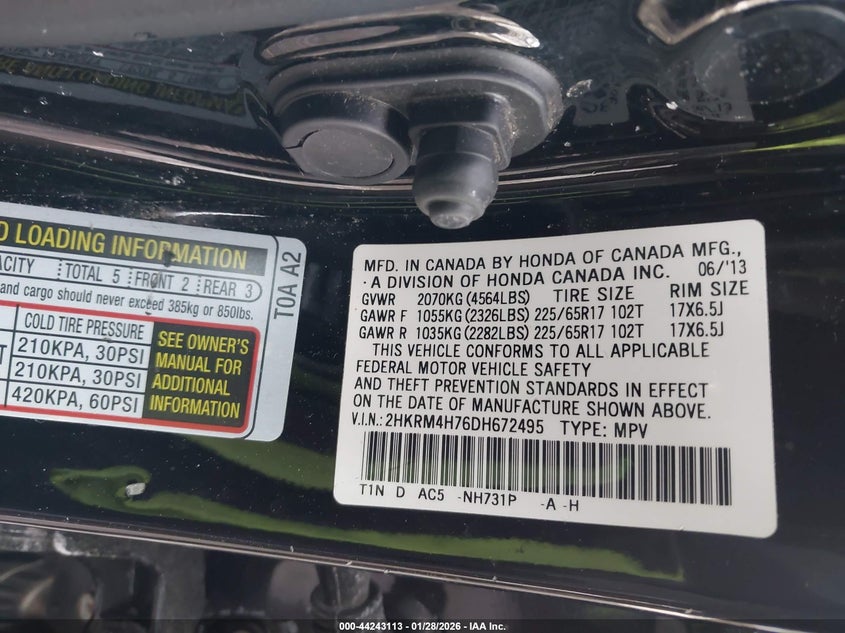 O LOADING INFORMATION
ACITY TOTAL 5 FRONT 2 REAR 3
and cargo should never exceed 385kg or 850lbs.
COLD TIRE PRESSURE
210KPA, 30PSI
210KPA, 30PSI
420KPA, 60PSI
SEE OWNER'S
MANUAL FOR
ADDITIONAL
INFORMATION
T0A A2
MFD. IN CANADA BY HONDA OF CANADA MFG.,
· A DIVISION OF HONDA CANADA INC. 06/'13
GVWR 2070KG (4564LBS) TIRE SIZE RIM SIZE
GAWR F 1055KG (2326LBS) 225/65R17 102T 17X6.5J
GAWR R 1035KG (2282LBS) 225/65R17 102T 17X6.5J
THIS VEHICLE CONFORMS TO ALL APPLICABLE
FEDERAL MOTOR VEHICLE SAFETY
AND THEFT PREVENTION STANDARDS IN EFFECT
ON THE DATE OF MANUFACTURE SHOWN ABOVE.
V.I.N.: 2HKRM4H76DH672495 TYPE: MPV
T1N D AC5 -NH731P -A -H
000-44243113 - 01/28/2026 - IAA Inc.